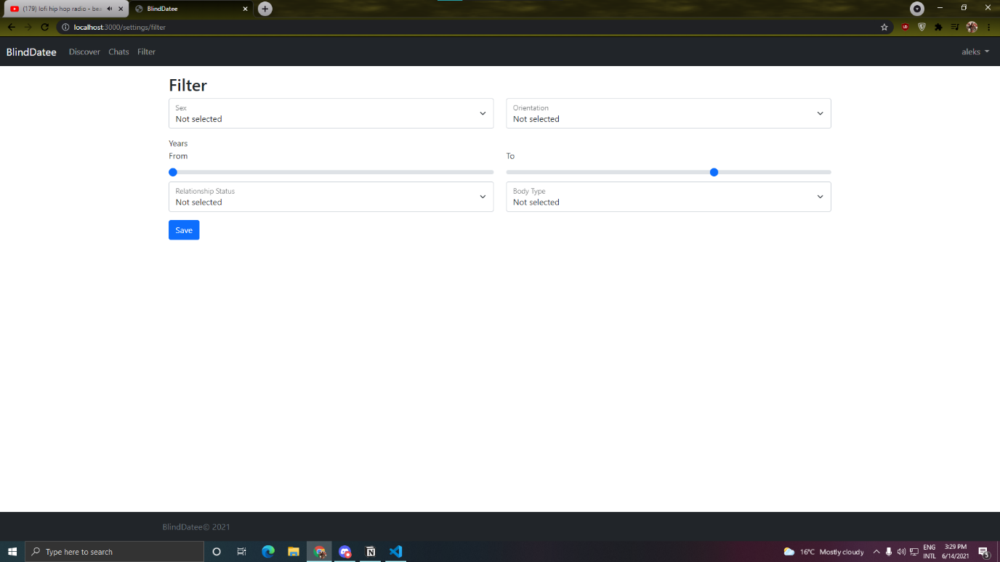 (179) lofi hip hop radio - bea
BlindDatee
localhost:3000/settings/filter
BlindDatee Discover Chats Filter aleks
Filter
Sex
Not selected
Orientation
Not selected
Years
From
To
Relationship Status
Not selected
Body Type
Not selected
Save
BlindDatee© 2021
Type here to search
16°C Mostly cloudy
ENG
INTL
3:29 PM
6/14/2021
5